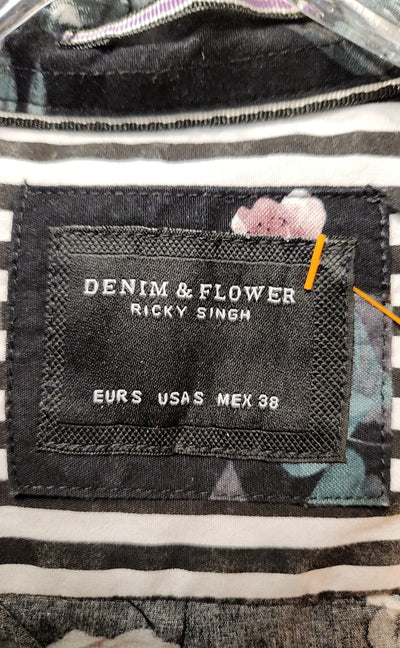 DENIM & FLOWER
RICKY SINGH
EUR S USA S MEX 38